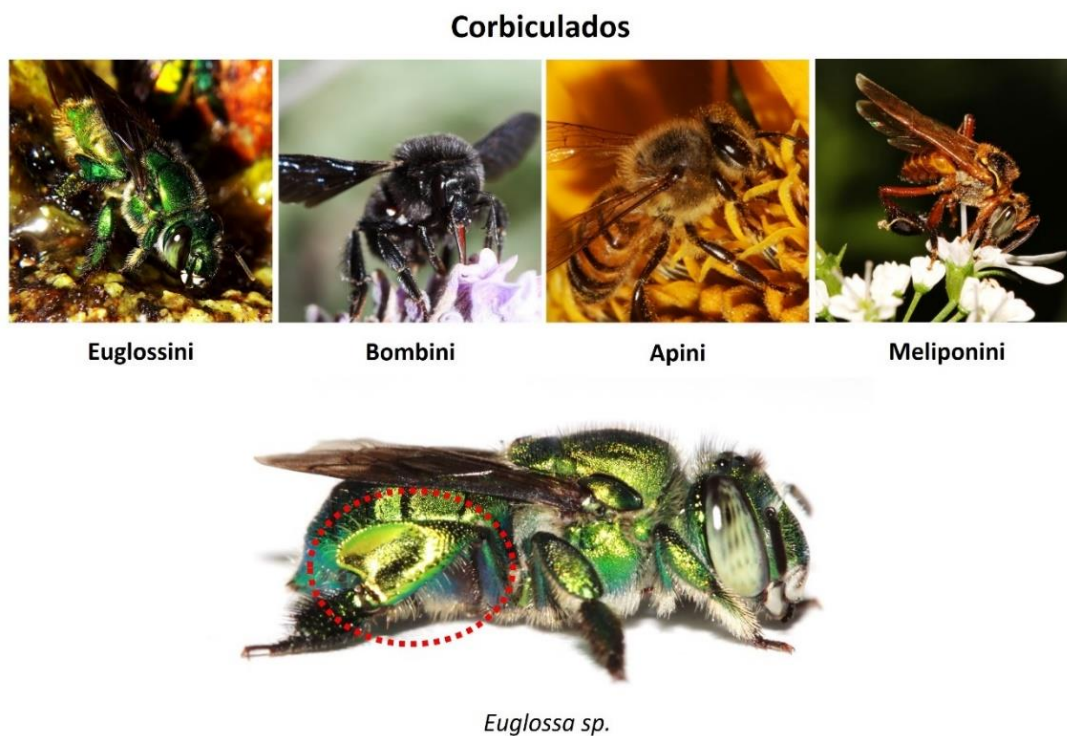 Corbiculados
Euglossini
Bombini
Apini
Meliponini
Euglossa sp.